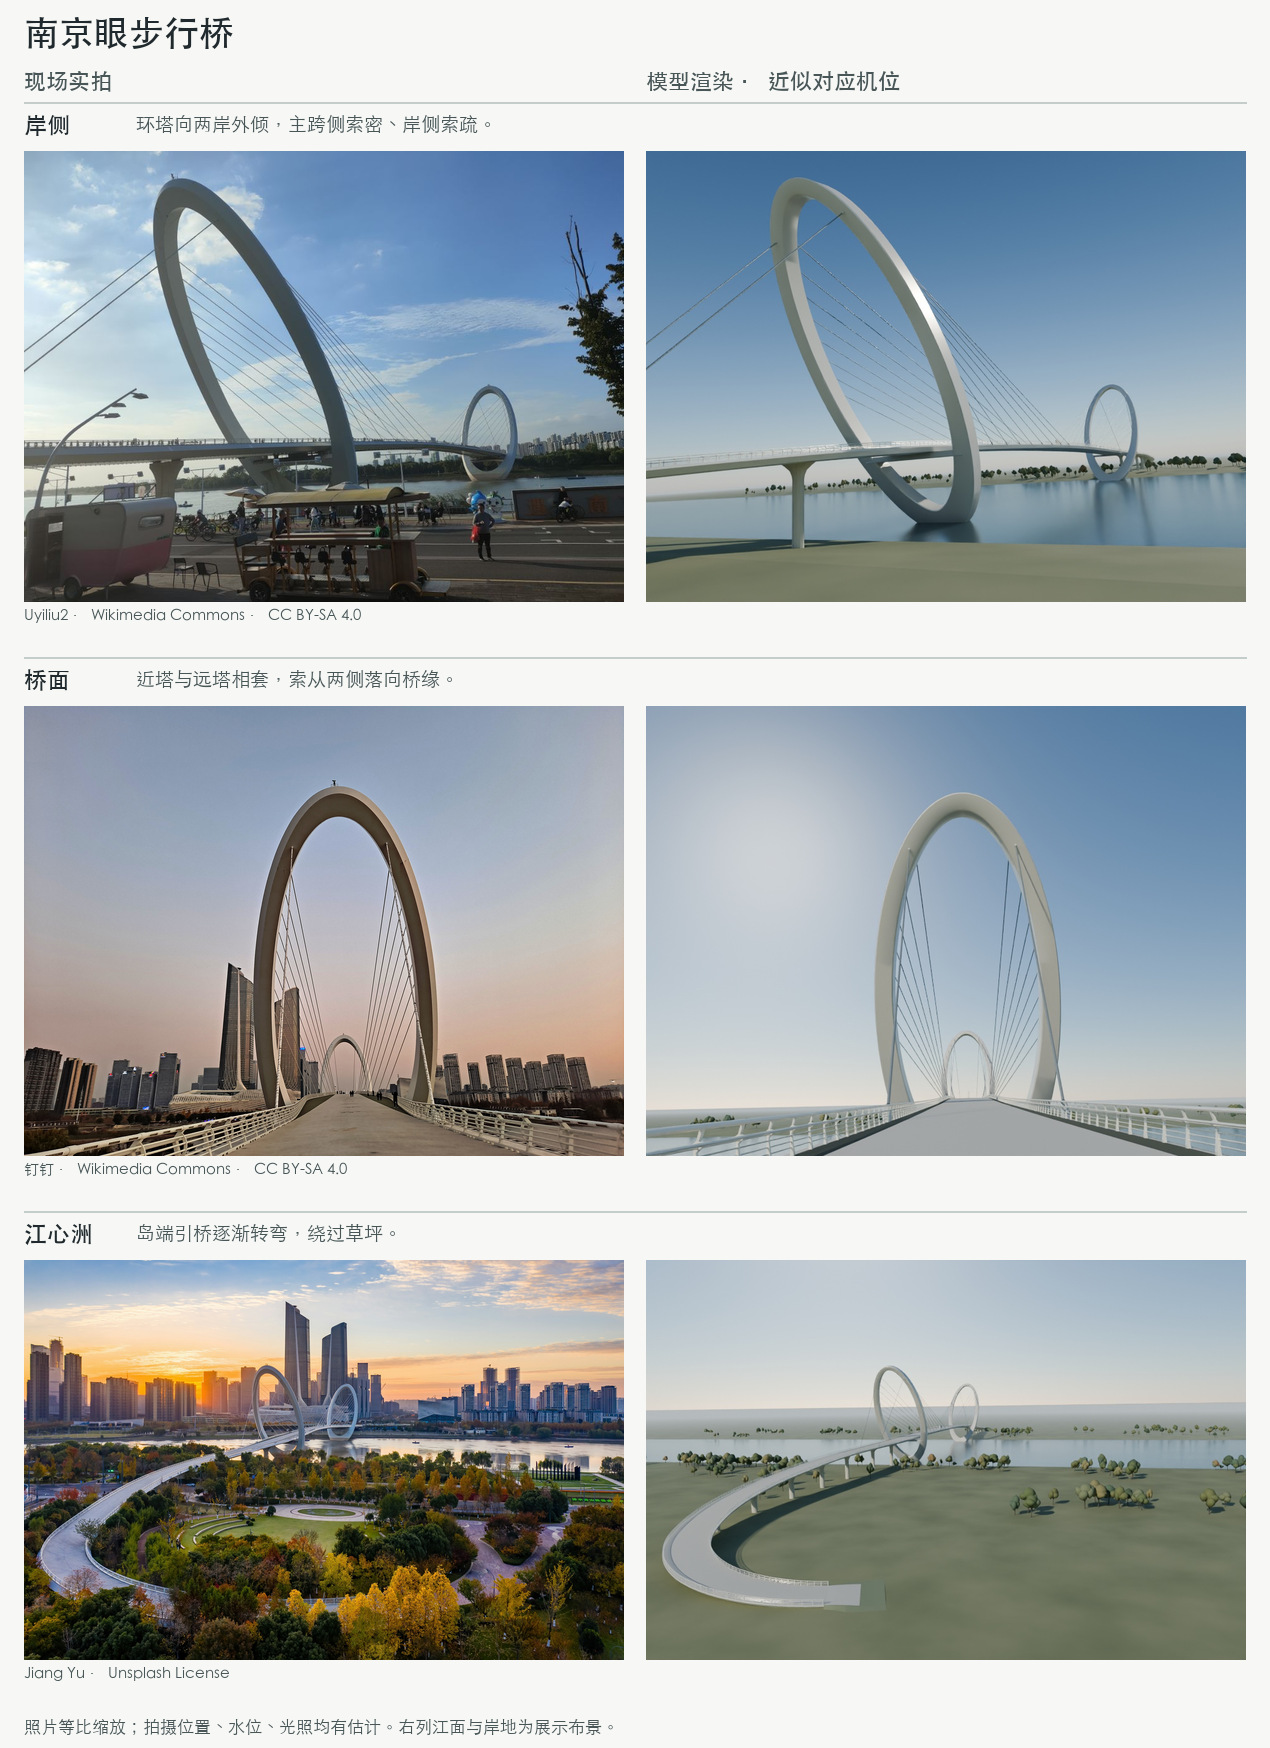 南京眼步行桥
现场实拍
模型渲染 · 近似对应机位
岸侧 环塔向两岸外倾，主跨侧索密、岸侧索疏。
Uyiliu2 · Wikimedia Commons · CC BY-SA 4.0
桥面 近塔与远塔相套，索从两侧落向桥缘。
钉钉 · Wikimedia Commons · CC BY-SA 4.0
江心洲 岛端引桥逐渐转弯，绕过草坪。
Jiang Yu · Unsplash License
照片等比缩放；拍摄位置、水位、光照均有估计。右列江面与岸地为展示布景。